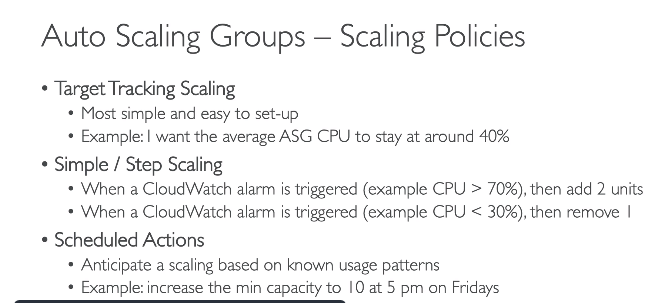 Auto Scaling Groups – Scaling Policies
• Target Tracking Scaling
• Most simple and easy to set-up
• Example: I want the average ASG CPU to stay at around 40%
• Simple / Step Scaling
• When a CloudWatch alarm is triggered (example CPU > 70%), then add 2 units
• When a CloudWatch alarm is triggered (example CPU < 30%), then remove 1
• Scheduled Actions
• Anticipate a scaling based on known usage patterns
• Example: increase the min capacity to 10 at 5 pm on Fridays